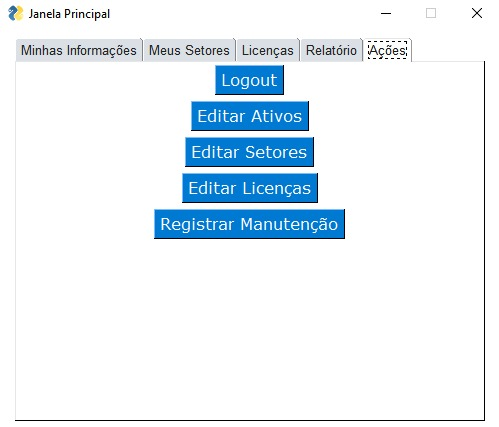 Janela Principal
Minhas Informações Meus Setores Licenças Relatório Ações
Logout
Editar Ativos
Editar Setores
Editar Licenças
Registrar Manutenção